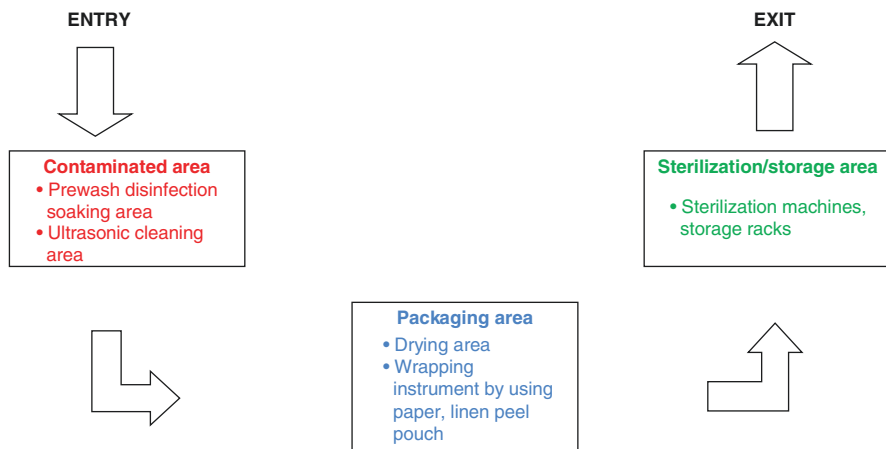 ENTRY
EXIT
Contaminated area
• Prewash disinfection
soaking area
• Ultrasonic cleaning
area
Sterilization/storage area
• Sterilization machines,
storage racks
Packaging area
• Drying area
• Wrapping
instrument by using
paper, linen peel
pouch